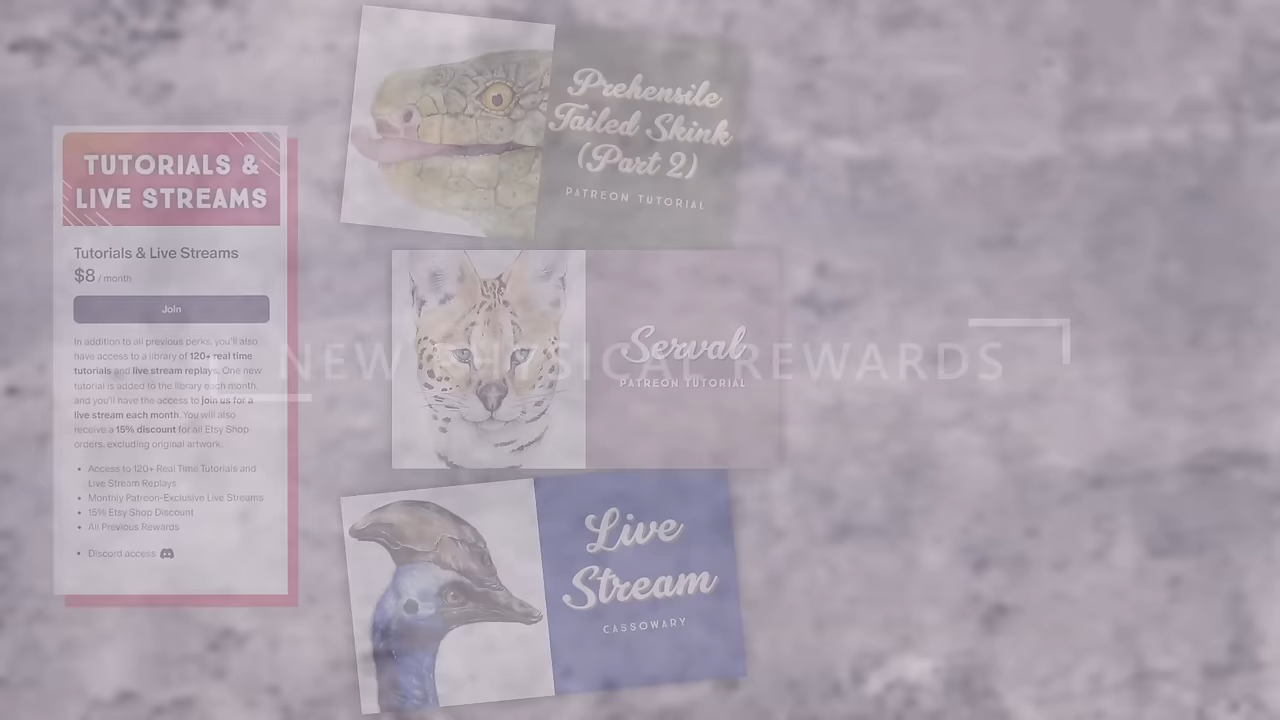 TUTORIALS &
LIVE STREAMS
Tutorials & Live Streams
$8 / month
Join
In addition to all previous perks, you'll also
have access to a library of 120+ real time
tutorials and live stream replays. One new
tutorial is added to the library each month,
and you'll have the access to join us for a
live stream each month. You will also
receive a 15% discount for all Etsy Shop
orders, excluding original artwork.
• Access to 120+ Real Time Tutorials and
Live Stream Replays
• Monthly Patreon-Exclusive Live Streams
• 15% Etsy Shop Discount
• All Previous Rewards
• Discord access
Prehensile
Tailed Skink
(Part 2)
PATREON TUTORIAL
NEW PHYSICAL REWARDS
Serval
PATREON TUTORIAL
Live
Stream
CASSOWARY